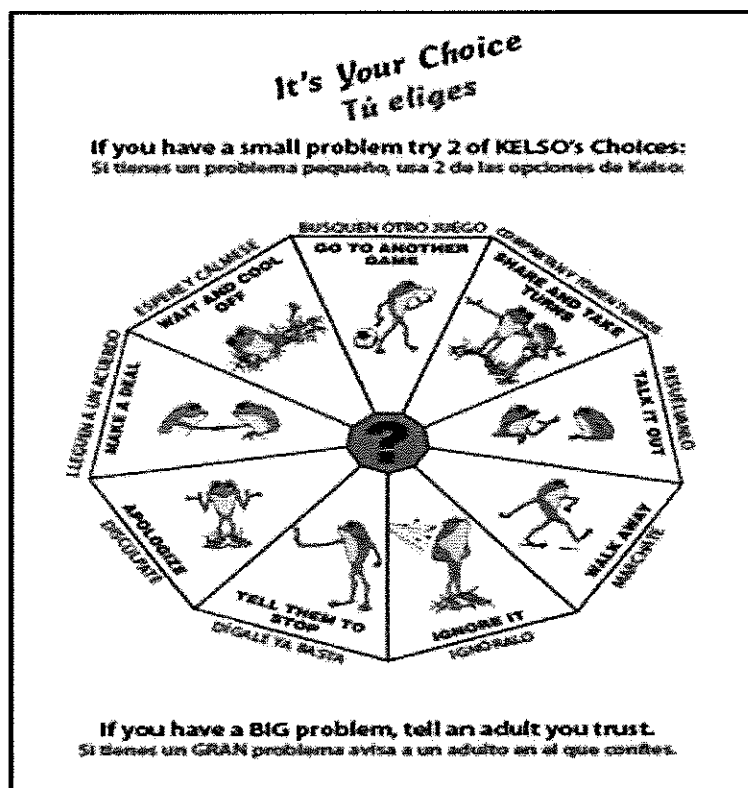 It's Your Choice
Tú eliges
If you have a small problem try 2 of KELSO's Choices:
Si tienes un problema pequeño, usa 2 de las opciones de Kelso:
BUSQUEN OTRO JUEGO
GO TO ANOTHER
GAME
COMPARTAN Y TOMEN TURNOS
SHARE AND TAKE
TURNS
RESUÉLVANLO
TALK IT OUT
MÁRCHATE
WALK AWAY
IGNORE IT
IGNÓRALO
TELL THEM TO
STOP
DÍGALE YA BASTA
APOLOGIZE
DISCÚLPATE
LLEGUEN A UN ACUERDO
MAKE A DEAL
ESPERE Y CÁLMESE
WAIT AND COOL
OFF
?
If you have a BIG problem, tell an adult you trust.
Si tienes un GRAN problema avisa a un adulto en el que confíes.